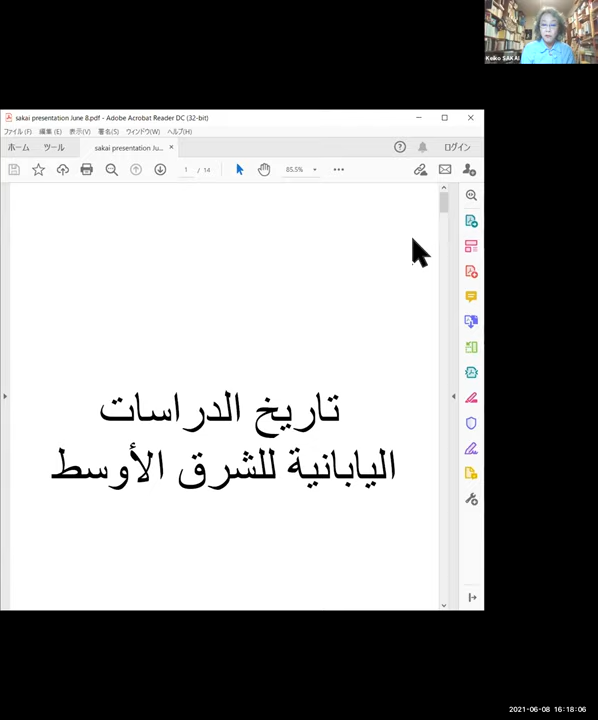 Keiko SAKAI
sakai presentation June 8.pdf - Adobe Acrobat Reader DC (32-bit)
ファイル(F) 編集(E) 表示(V) 署名(S) ウィンドウ(W) ヘルプ(H)
ホーム ツール sakai presentation Ju... × ログイン
1 / 14 85.5%
تاريخ الدراسات
اليابانية للشرق الأوسط
2021-06-08 16:18:06